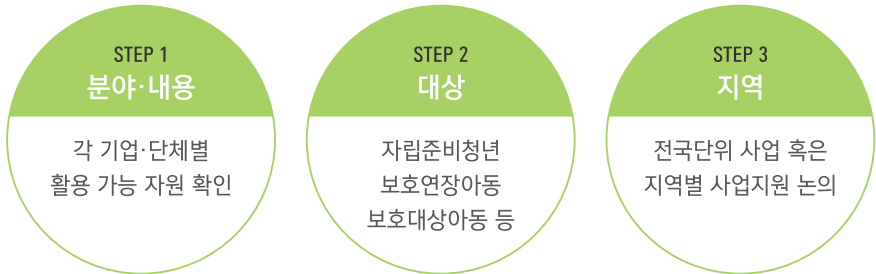 STEP 1
분야·내용
각 기업·단체별
활용 가능 자원 확인
STEP 2
대상
자립준비청년
보호연장아동
보호대상아동 등
STEP 3
지역
전국단위 사업 혹은
지역별 사업지원 논의